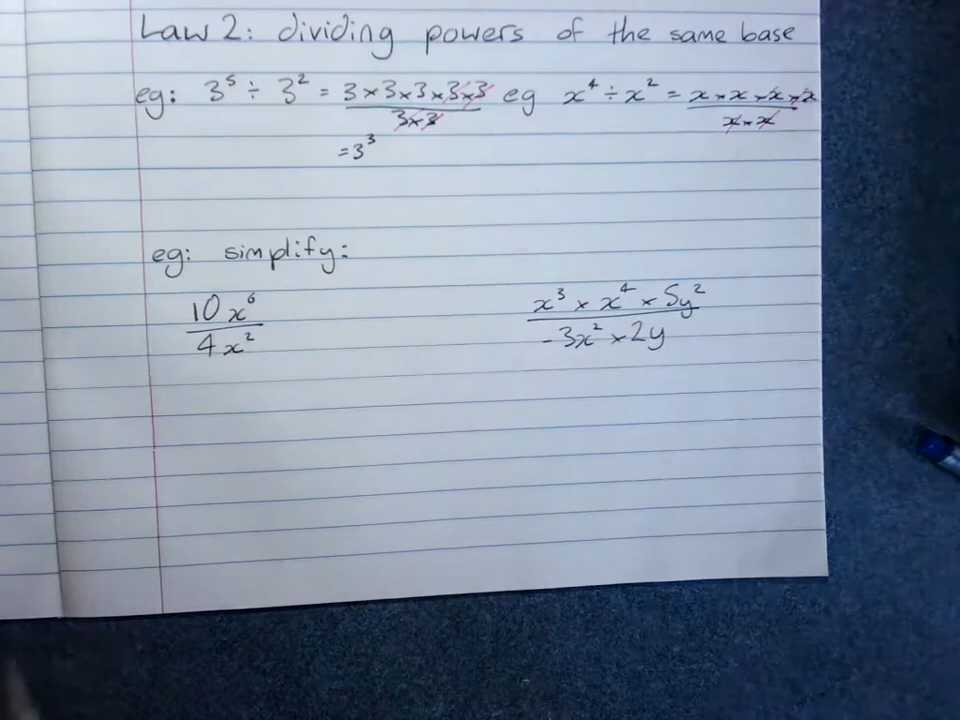 Law 2: dividing powers of the same base
eg: 3⁵ ÷ 3² = (3 × 3 × 3 × 3 × 3)/(3 × 3) eg x⁴ ÷ x² = (x × x × x × x)/(x × x)
= 3³
eg: simplify:
10x⁶/4x² (x³ × x⁴ × 5y²)/(-3x² × 2y)